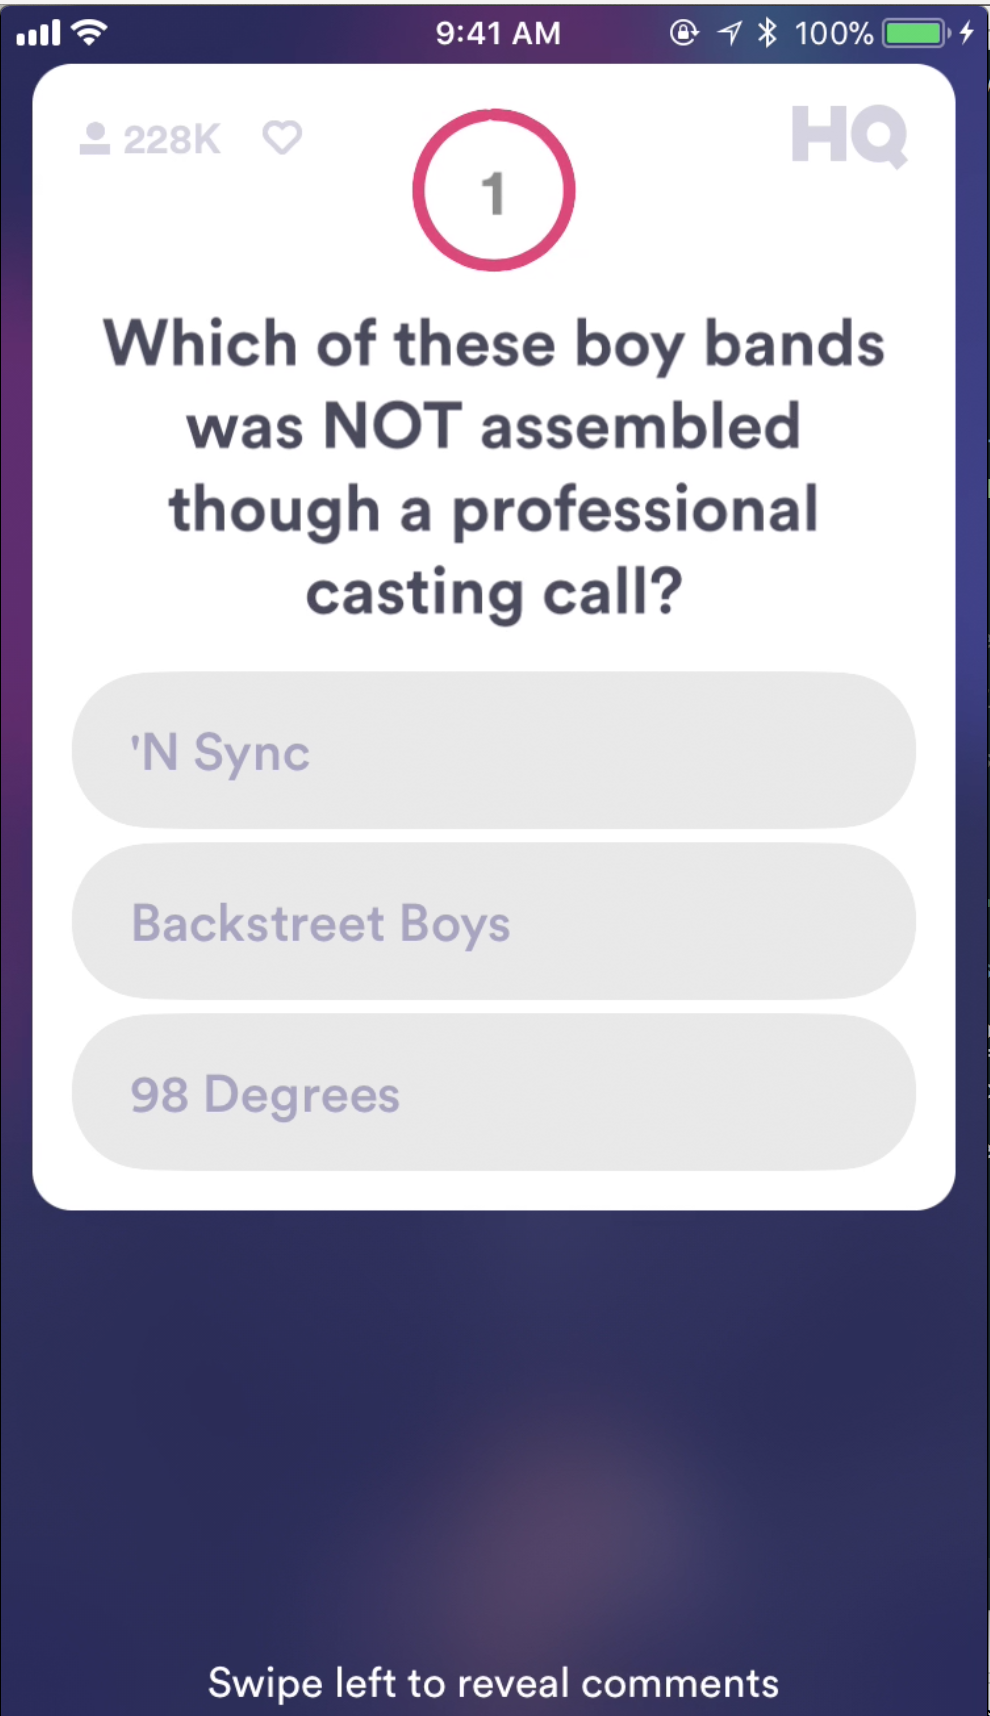 9:41 AM 100%
228K
HQ
1
Which of these boy bands
was NOT assembled
though a professional
casting call?
'N Sync
Backstreet Boys
98 Degrees
Swipe left to reveal comments